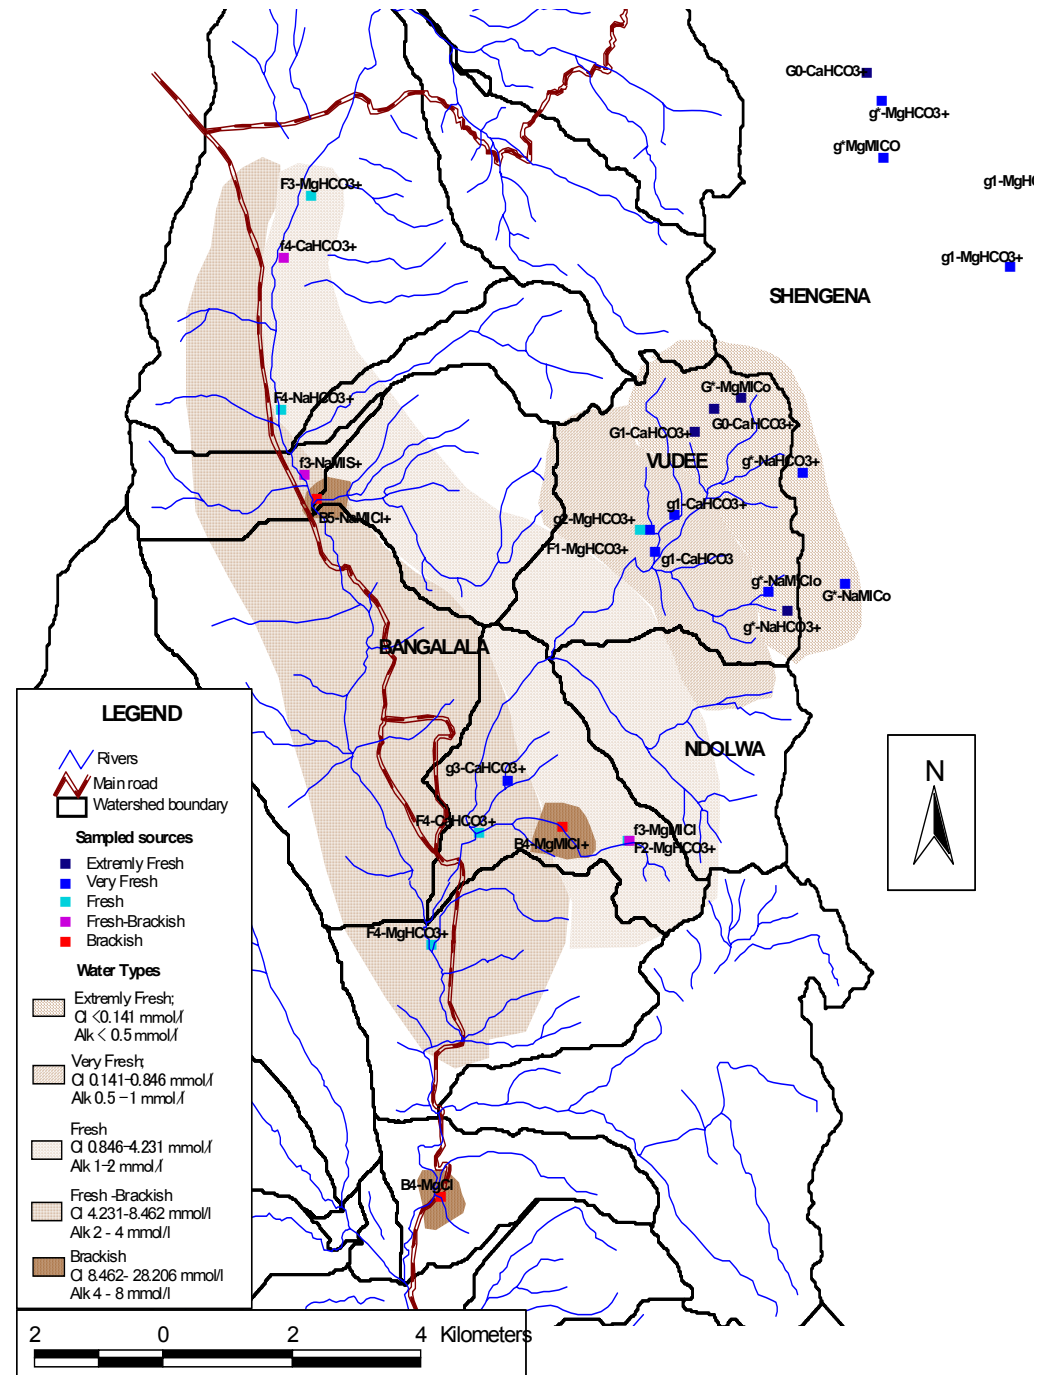 G0-CaHCO3+
g*-MgHCO3+
g*MgMICO
g1-MgH
F3-MgHCO3+
f4-CaHCO3+
g1-MgHCO3+
SHENGENA
G*-MgMICo
F4-NaHCO3+
G0-CaHCO3+
G1-CaHCO3+
VUDEE
g*-NaHCO3+
f3-NaMIS+
g1-CaHCO3+
B5-NaMICl+
g2-MgHCO3+
F1-MgHCO3+
g1-CaHCO3
g*-NaMIClo
G*-NaMICo
g*-NaHCO3+
BANGALALA
NDOLWA
g3-CaHCO3+
F4-CaHCO3+
f3-MgMICl
B4-MgMICl+
F2-MgHCO3+
F4-MgHCO3+
B4-MgCl
N
LEGEND
Rivers
Main road
Watershed boundary
Sampled sources
Extremly Fresh
Very Fresh
Fresh
Fresh-Brackish
Brackish
Water Types
Extremly Fresh;
Cl <0.141 mmol/l
Alk < 0.5 mmol/l
Very Fresh;
Cl 0.141-0.846 mmol/l
Alk 0.5 -1 mmol/l
Fresh
Cl 0.846-4.231 mmol/l
Alk 1-2 mmol/l
Fresh -Brackish
Cl 4.231-8.462 mmol/l
Alk 2 - 4 mmol/l
Brackish
Cl 8.462- 28.206 mmol/l
Alk 4 - 8 mmol/l
2 0 2 4 Kilometers